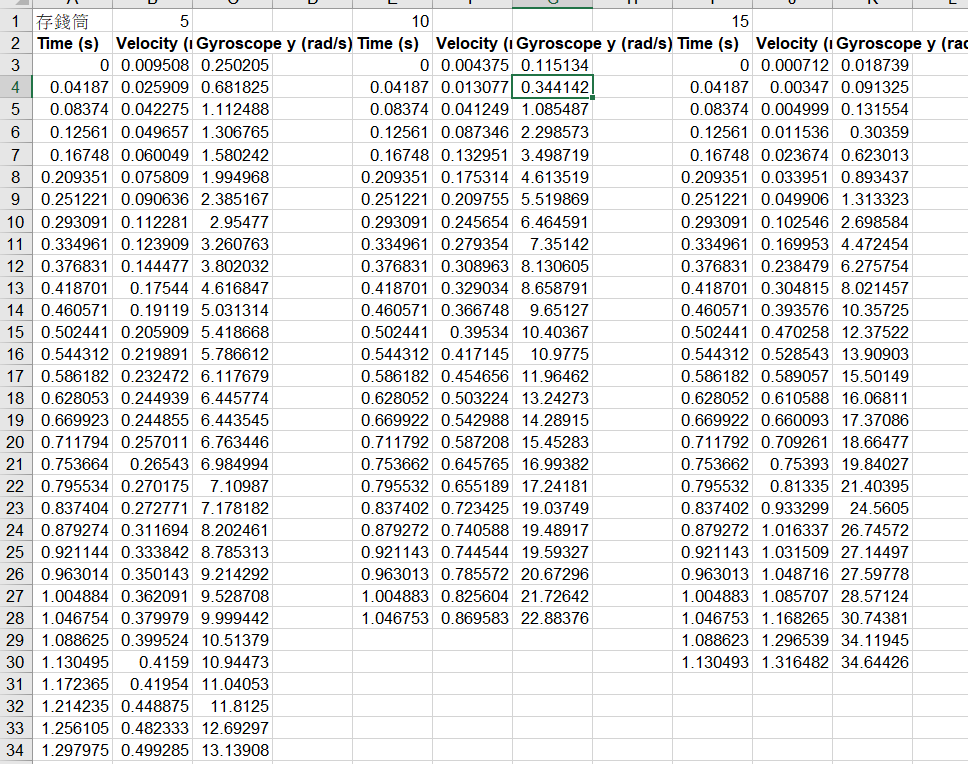 1 存錢筒 5 10 15
2 Time (s) Velocity ( Gyroscope y (rad/s) Time (s) Velocity ( Gyroscope y (rad/s) Time (s) Velocity ( Gyroscope y (rad
3 0 0.009508 0.250205 0 0.004375 0.115134 0 0.000712 0.018739
4 0.04187 0.025909 0.681825 0.04187 0.013077 0.344142 0.04187 0.00347 0.091325
5 0.08374 0.042275 1.112488 0.08374 0.041249 1.085487 0.08374 0.004999 0.131554
6 0.12561 0.049657 1.306765 0.12561 0.087346 2.298573 0.12561 0.011536 0.30359
7 0.16748 0.060049 1.580242 0.16748 0.132951 3.498719 0.16748 0.023674 0.623013
8 0.209351 0.075809 1.994968 0.209351 0.175314 4.613519 0.209351 0.033951 0.893437
9 0.251221 0.090636 2.385167 0.251221 0.209755 5.519869 0.251221 0.049906 1.313323
10 0.293091 0.112281 2.95477 0.293091 0.245654 6.464591 0.293091 0.102546 2.698584
11 0.334961 0.123909 3.260763 0.334961 0.279354 7.35142 0.334961 0.169953 4.472454
12 0.376831 0.144477 3.802032 0.376831 0.308963 8.130605 0.376831 0.238479 6.275754
13 0.418701 0.17544 4.616847 0.418701 0.329034 8.658791 0.418701 0.304815 8.021457
14 0.460571 0.19119 5.031314 0.460571 0.366748 9.65127 0.460571 0.393576 10.35725
15 0.502441 0.205909 5.418668 0.502441 0.39534 10.40367 0.502441 0.470258 12.37522
16 0.544312 0.219891 5.786612 0.544312 0.417145 10.9775 0.544312 0.528543 13.90903
17 0.586182 0.232472 6.117679 0.586182 0.454656 11.96462 0.586182 0.589057 15.50149
18 0.628053 0.244939 6.445774 0.628052 0.503224 13.24273 0.628052 0.610588 16.06811
19 0.669923 0.244855 6.443545 0.669922 0.542988 14.28915 0.669922 0.660093 17.37086
20 0.711794 0.257011 6.763446 0.711792 0.587208 15.45283 0.711792 0.709261 18.66477
21 0.753664 0.26543 6.984994 0.753662 0.645765 16.99382 0.753662 0.75393 19.84027
22 0.795534 0.270175 7.10987 0.795532 0.655189 17.24181 0.795532 0.81335 21.40395
23 0.837404 0.272771 7.178182 0.837402 0.723425 19.03749 0.837402 0.933299 24.5605
24 0.879274 0.311694 8.202461 0.879272 0.740588 19.48917 0.879272 1.016337 26.74572
25 0.921144 0.333842 8.785313 0.921143 0.744544 19.59327 0.921143 1.031509 27.14497
26 0.963014 0.350143 9.214292 0.963013 0.785572 20.67296 0.963013 1.048716 27.59778
27 1.004884 0.362091 9.528708 1.004883 0.825604 21.72642 1.004883 1.085707 28.57124
28 1.046754 0.379979 9.999442 1.046753 0.869583 22.88376 1.046753 1.168265 30.74381
29 1.088625 0.399524 10.51379 1.088623 1.296539 34.11945
30 1.130495 0.4159 10.94473 1.130493 1.316482 34.64426
31 1.172365 0.41954 11.04053
32 1.214235 0.448875 11.8125
33 1.256105 0.482333 12.69297
34 1.297975 0.499285 13.13908